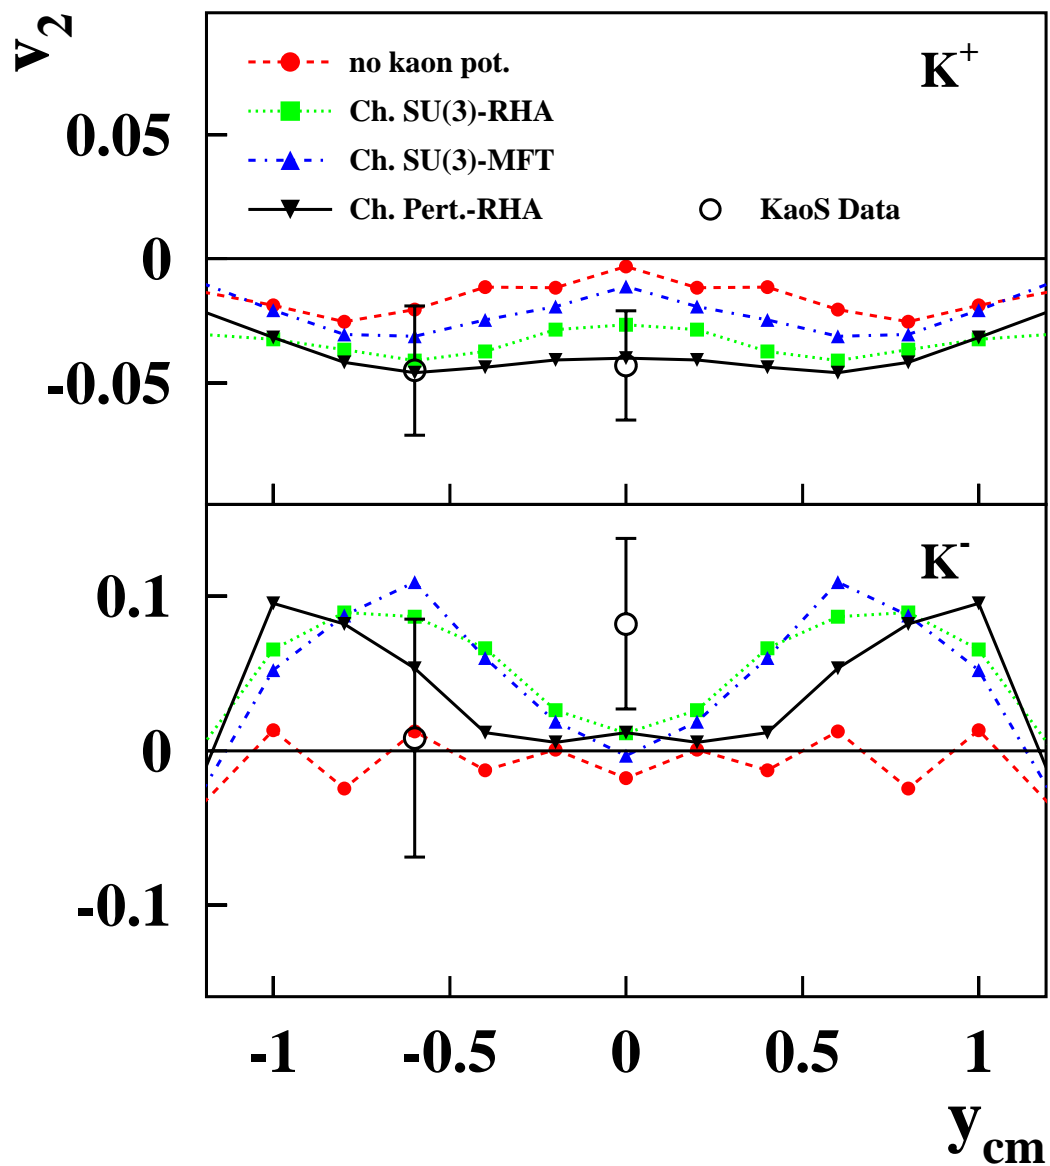 v2
K+
no kaon pot.
Ch. SU(3)-RHA
Ch. SU(3)-MFT
Ch. Pert.-RHA
KaoS Data
0.05
0
-0.05
K-
0.1
0
-0.1
-1 -0.5 0 0.5 1
ycm